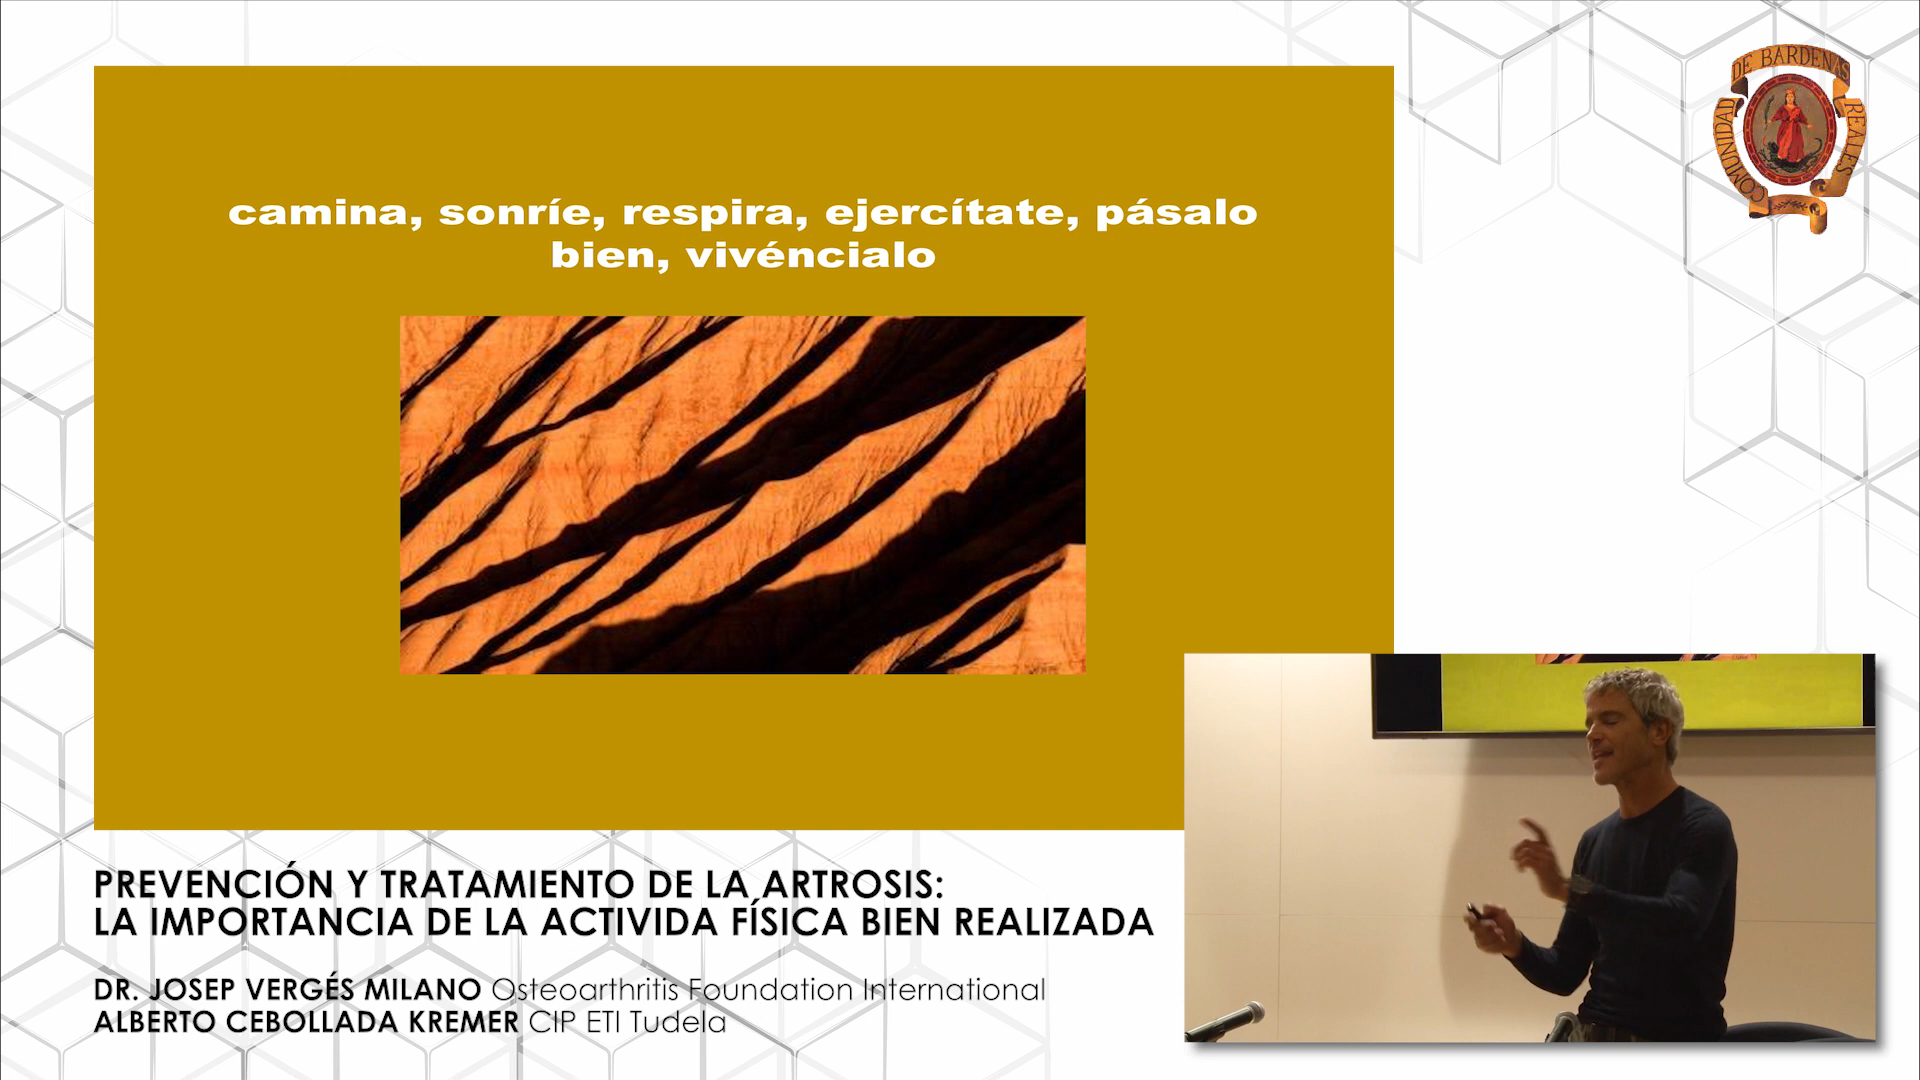 camina, sonríe, respira, ejercítate, pásalo
bien, vivéncialo
COMUNIDAD
DE BARDENAS
REALES
PREVENCIÓN Y TRATAMIENTO DE LA ARTROSIS:
LA IMPORTANCIA DE LA ACTIVIDA FÍSICA BIEN REALIZADA
DR. JOSEP VERGÉS MILANO Osteoarthritis Foundation International
ALBERTO CEBOLLADA KREMER CIP ETI Tudela